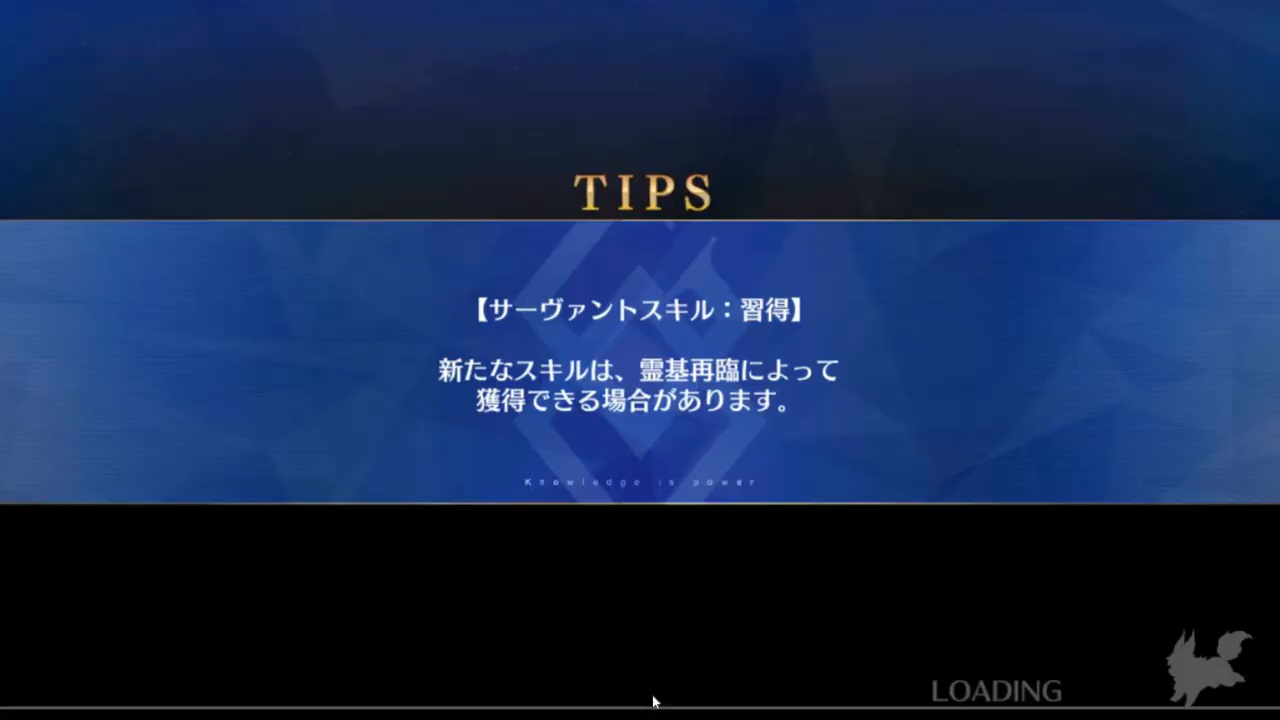 TIPS
【サーヴァントスキル：習得】
新たなスキルは、霊基再臨によって
獲得できる場合があります。
Knowledge is power.
LOADING